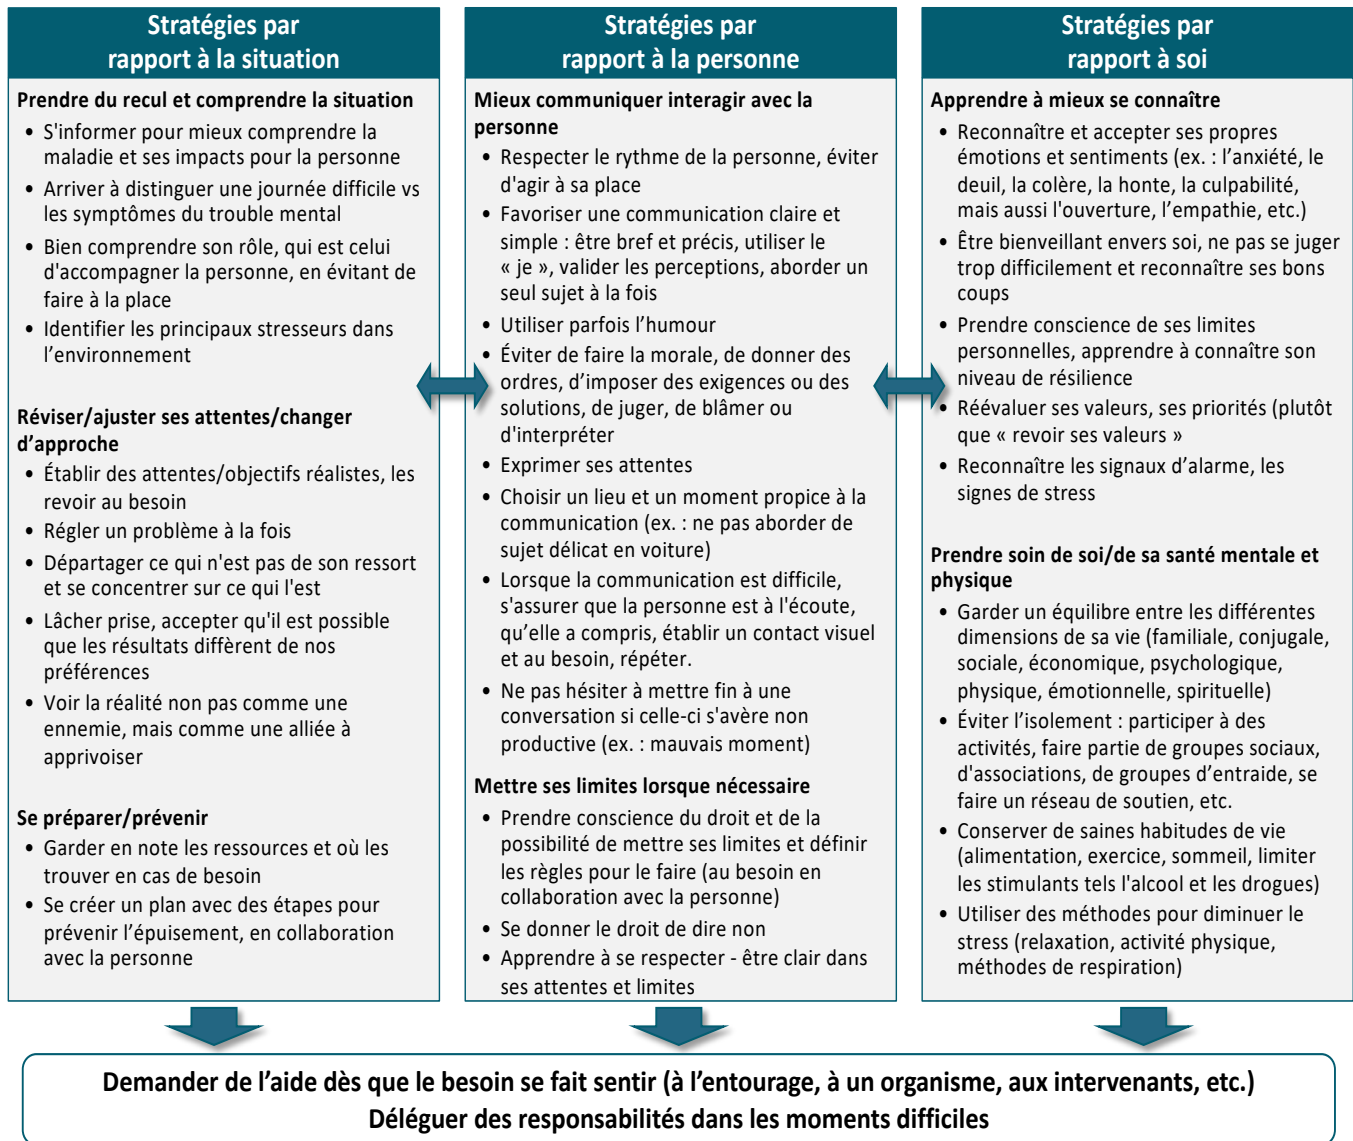 Stratégies par
rapport à la situation
Prendre du recul et comprendre la situation
• S'informer pour mieux comprendre la
maladie et ses impacts pour la personne
• Arriver à distinguer une journée difficile vs
les symptômes du trouble mental
• Bien comprendre son rôle, qui est celui
d'accompagner la personne, en évitant de
faire à la place
• Identifier les principaux stresseurs dans
l’environnement
Réviser/ajuster ses attentes/changer
d’approche
• Établir des attentes/objectifs réalistes, les
revoir au besoin
• Régler un problème à la fois
• Départager ce qui n'est pas de son ressort
et se concentrer sur ce qui l'est
• Lâcher prise, accepter qu'il est possible
que les résultats diffèrent de nos
préférences
• Voir la réalité non pas comme une
ennemie, mais comme une alliée à
apprivoiser
Se préparer/prévenir
• Garder en note les ressources et où les
trouver en cas de besoin
• Se créer un plan avec des étapes pour
prévenir l’épuisement, en collaboration
avec la personne
Stratégies par
rapport à la personne
Mieux communiquer interagir avec la
personne
• Respecter le rythme de la personne, éviter
d'agir à sa place
• Favoriser une communication claire et
simple : être bref et précis, utiliser le
« je », valider les perceptions, aborder un
seul sujet à la fois
• Utiliser parfois l’humour
• Éviter de faire la morale, de donner des
ordres, d’imposer des exigences ou des
solutions, de juger, de blâmer ou
d'interpréter
• Exprimer ses attentes
• Choisir un lieu et un moment propice à la
communication (ex. : ne pas aborder de
sujet délicat en voiture)
• Lorsque la communication est difficile,
s'assurer que la personne est à l'écoute,
qu’elle a compris, établir un contact visuel
et au besoin, répéter.
• Ne pas hésiter à mettre fin à une
conversation si celle-ci s'avère non
productive (ex. : mauvais moment)
Mettre ses limites lorsque nécessaire
• Prendre conscience du droit et de la
possibilité de mettre ses limites et définir
les règles pour le faire (au besoin en
collaboration avec la personne)
• Se donner le droit de dire non
• Apprendre à se respecter - être clair dans
ses attentes et limites
Stratégies par
rapport à soi
Apprendre à mieux se connaître
• Reconnaître et accepter ses propres
émotions et sentiments (ex. : l’anxiété, le
deuil, la colère, la honte, la culpabilité,
mais aussi l'ouverture, l’empathie, etc.)
• Être bienveillant envers soi, ne pas se juger
trop difficilement et reconnaître ses bons
coups
• Prendre conscience de ses limites
personnelles, apprendre à connaître son
niveau de résilience
• Réévaluer ses valeurs, ses priorités (plutôt
que « revoir ses valeurs »
• Reconnaître les signaux d’alarme, les
signes de stress
Prendre soin de soi/de sa santé mentale et
physique
• Garder un équilibre entre les différentes
dimensions de sa vie (familiale, conjugale,
sociale, économique, psychologique,
physique, émotionnelle, spirituelle)
• Éviter l’isolement : participer à des
activités, faire partie de groupes sociaux,
d'associations, de groupes d’entraide, se
faire un réseau de soutien, etc.
• Conserver de saines habitudes de vie
(alimentation, exercice, sommeil, limiter
les stimulants tels l'alcool et les drogues)
• Utiliser des méthodes pour diminuer le
stress (relaxation, activité physique,
méthodes de respiration)
Demander de l’aide dès que le besoin se fait sentir (à l’entourage, à un organisme, aux intervenants, etc.)
Déléguer des responsabilités dans les moments difficiles